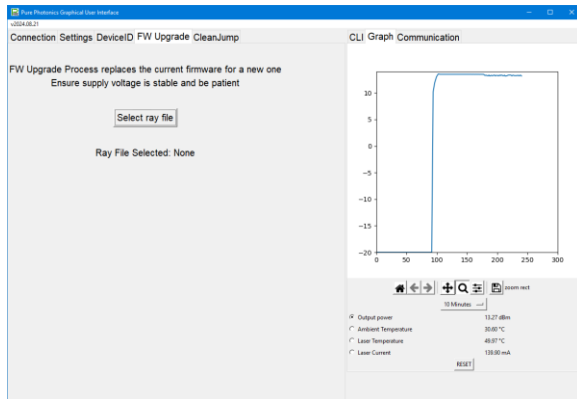 Pure Photonics Graphical User Interface
v2024.08.21
Connection Settings DeviceID FW Upgrade CleanJump
CLI Graph Communication
FW Upgrade Process replaces the current firmware for a new one
Ensure supply voltage is stable and be patient
Select ray file
Ray File Selected: None
10
5
0
−5
−10
−15
−20
0 50 100 150 200 250 300
zoom rect
10 Minutes
Output power 13.27 dBm
Ambient Temperature 30.60 °C
Laser Temperature 49.97 °C
Laser Current 139.80 mA
RESET